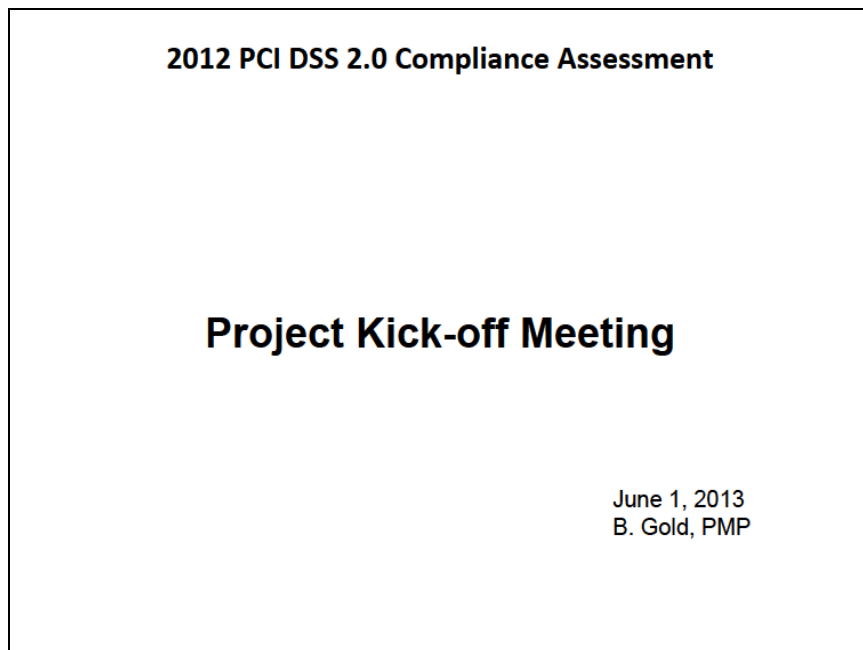 2012 PCI DSS 2.0 Compliance Assessment
Project Kick-off Meeting
June 1, 2013
B. Gold, PMP